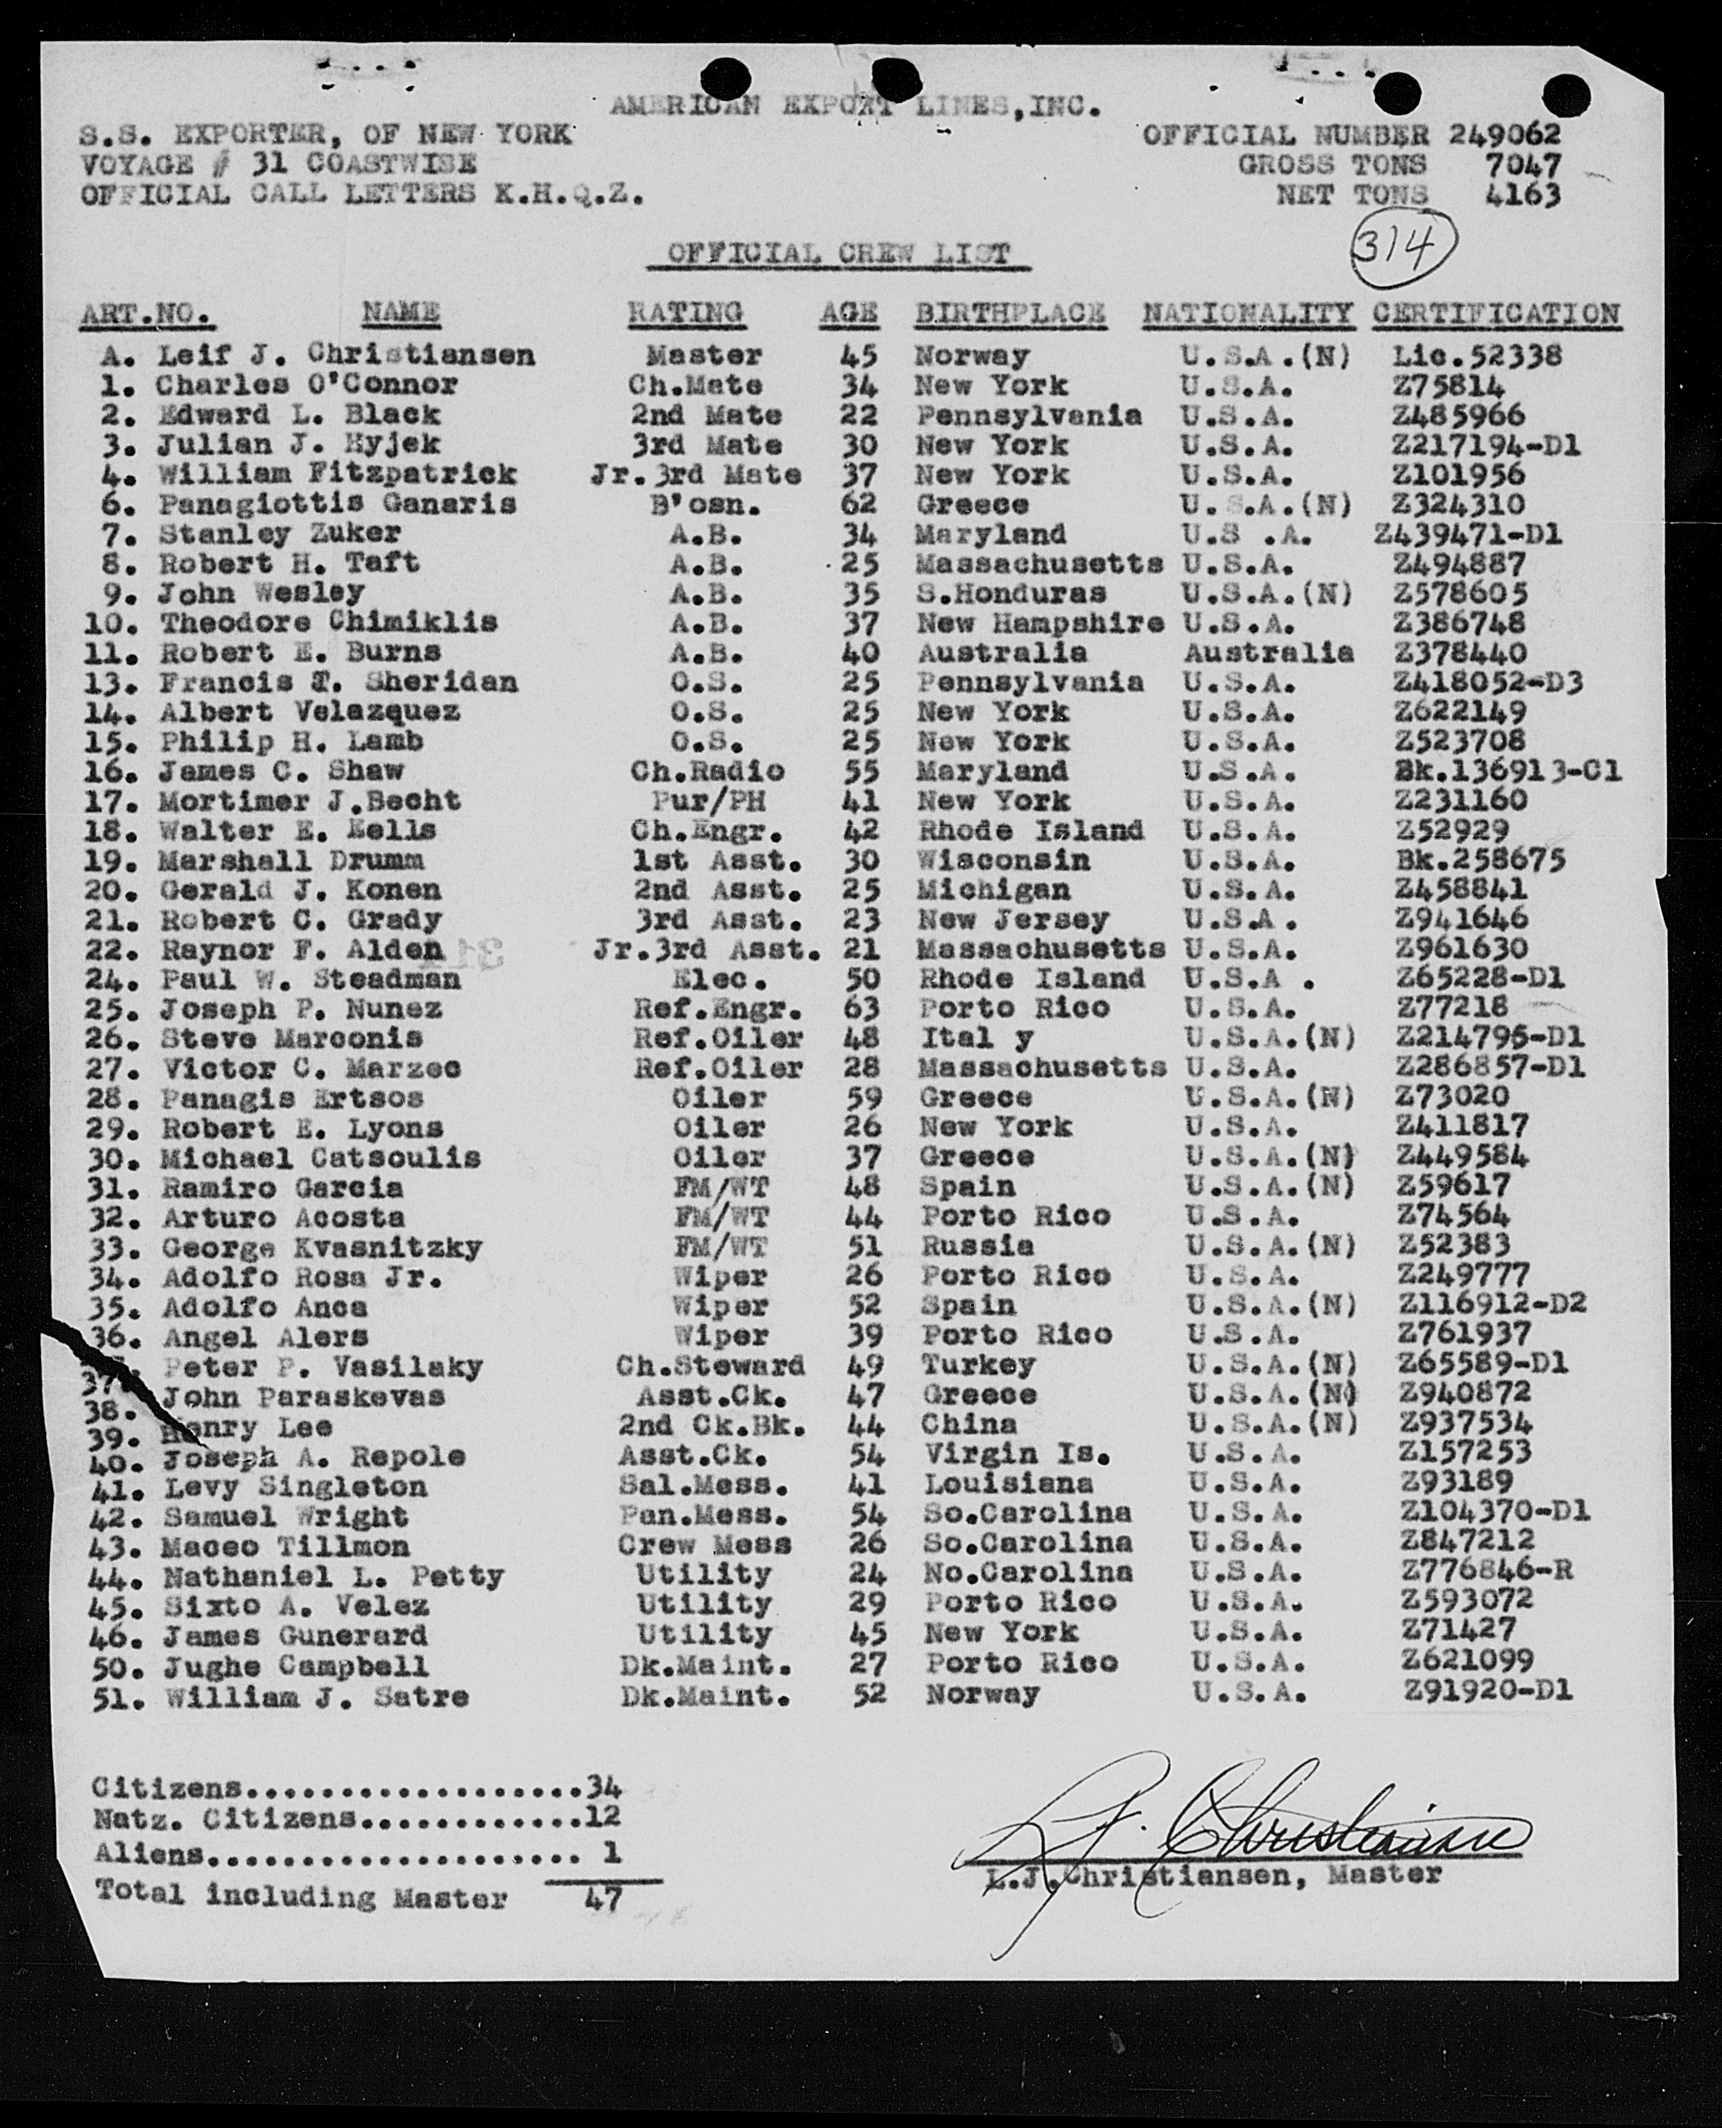 AMERICAN EXPORT LINES,INC.
S.S. EXPORTER, OF NEW YORK OFFICIAL NUMBER 249062
VOYAGE # 31 COASTWISE GROSS TONS 7047
OFFICIAL CALL LETTERS K.H.Q.Z. NET TONS 4163
314
OFFICIAL CREW LIST
ART.NO. NAME RATING AGE BIRTHPLACE NATIONALITY CERTIFICATION
A. Leif J. Christiansen Master 45 Norway U.S.A.(N) Lic.52338
1. Charles O'Connor Ch.Mate 34 New York U.S.A. Z75814
2. Edward L. Black 2nd Mate 22 Pennsylvania U.S.A. Z485966
3. Julian J. Hyjek 3rd Mate 30 New York U.S.A. Z217194-D1
4. William Fitzpatrick Jr.3rd Mate 37 New York U.S.A. Z101956
6. Panagiottis Ganaris B'osn. 62 Greece U.S.A.(N) Z324310
7. Stanley Zuker A.B. 34 Maryland U.S .A. Z439471-D1
8. Robert H. Taft A.B. 25 Massachusetts U.S.A. Z494887
9. John Wesley A.B. 35 S.Honduras U.S.A.(N) Z578605
10. Theodore Chimiklis A.B. 37 New Hampshire U.S.A. Z386748
11. Robert E. Burns A.B. 40 Australia Australia Z378440
13. Francis T. Sheridan O.S. 25 Pennsylvania U.S.A. Z418052-D3
14. Albert Velazquez O.S. 25 New York U.S.A. Z622149
15. Philip H. Lamb O.S. 25 New York U.S.A. Z523708
16. James C. Shaw Ch.Radio 55 Maryland U.S.A. Bk.136913-C1
17. Mortimer J.Becht Pur/PH 41 New York U.S.A. Z231160
18. Walter E. Eells Ch.Engr. 42 Rhode Island U.S.A. Z52929
19. Marshall Drumm 1st Asst. 30 Wisconsin U.S.A. Bk.258675
20. Gerald J. Konen 2nd Asst. 25 Michigan U.S.A. Z458841
21. Robert C. Grady 3rd Asst. 23 New Jersey U.S.A. Z941646
22. Raynor F. Alden Jr.3rd Asst. 21 Massachusetts U.S.A. Z961630
24. Paul W. Steadman Elec. 50 Rhode Island U.S.A . Z65228-D1
25. Joseph P. Nunez Ref.Engr. 63 Porto Rico U.S.A. Z77218
26. Steve Marconis Ref.Oiler 48 Ital y U.S.A.(N) Z214795-D1
27. Victor C. Marzec Ref.Oiler 28 Massachusetts U.S.A. Z286857-D1
28. Panagis Ertsos Oiler 59 Greece U.S.A.(N) Z73020
29. Robert E. Lyons Oiler 26 New York U.S.A. Z411817
30. Michael Catsoulis Oiler 37 Greece U.S.A.(N) Z449584
31. Ramiro Garcia FM/WT 48 Spain U.S.A.(N) Z59617
32. Arturo Acosta FM/WT 44 Porto Rico U.S.A. Z74564
33. George Kvasnitzky FM/WT 51 Russia U.S.A.(N) Z52383
34. Adolfo Rosa Jr. Wiper 26 Porto Rico U.S.A. Z249777
35. Adolfo Anca Wiper 52 Spain U.S.A.(N) Z116912-D2
36. Angel Alers Wiper 39 Porto Rico U.S.A. Z761937
37. Peter P. Vasilaky Ch.Steward 49 Turkey U.S.A.(N) Z65589-D1
38. John Paraskevas Asst.Ck. 47 Greece U.S.A.(N) Z940872
39. Henry Lee 2nd Ck.Bk. 44 China U.S.A.(N) Z937534
40. Joseph A. Repole Asst.Ck. 54 Virgin Is. U.S.A. Z157253
41. Levy Singleton Sal.Mess. 41 Louisiana U.S.A. Z93189
42. Samuel Wright Pan.Mess. 54 So.Carolina U.S.A. Z104370-D1
43. Maceo Tillmon Crew Mess 26 So.Carolina U.S.A. Z847212
44. Nathaniel L. Petty Utility 24 No.Carolina U.S.A. Z776846-R
45. Sixto A. Velez Utility 29 Porto Rico U.S.A. Z593072
46. James Gunerard Utility 45 New York U.S.A. Z71427
50. Jughe Campbell Dk.Maint. 27 Porto Rico U.S.A. Z621099
51. William J. Satre Dk.Maint. 52 Norway U.S.A. Z91920-D1
Citizens..................34
Natz. Citizens............12
Aliens.................... 1
Total including Master 47
L.J. Christiansen
L.J.Christiansen, Master